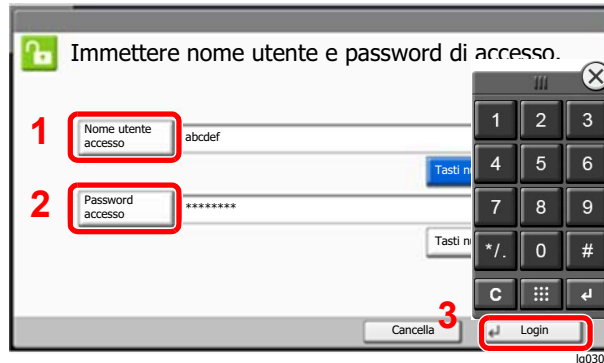 Immettere nome utente e password di accesso.
1
Nome utente
accesso
abcdef
Tasti n
2
Password
accesso
********
Tasti n
1 2 3
4 5 6
7 8 9
*/. 0 #
C
Cancella
3
Login
lg030